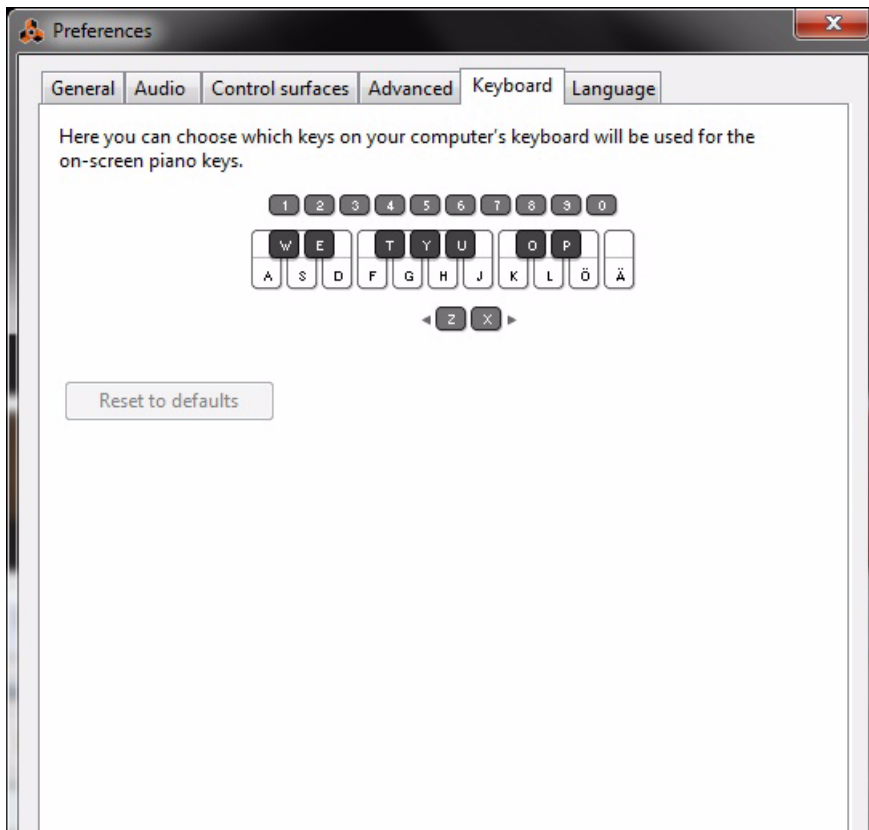 Preferences
General Audio Control surfaces Advanced Keyboard Language
Here you can choose which keys on your computer's keyboard will be used for the
on-screen piano keys.
1 2 3 4 5 6 7 8 9 0
W E T Y U O P
A S D F G H J K L Ö Ä
Z X
Reset to defaults